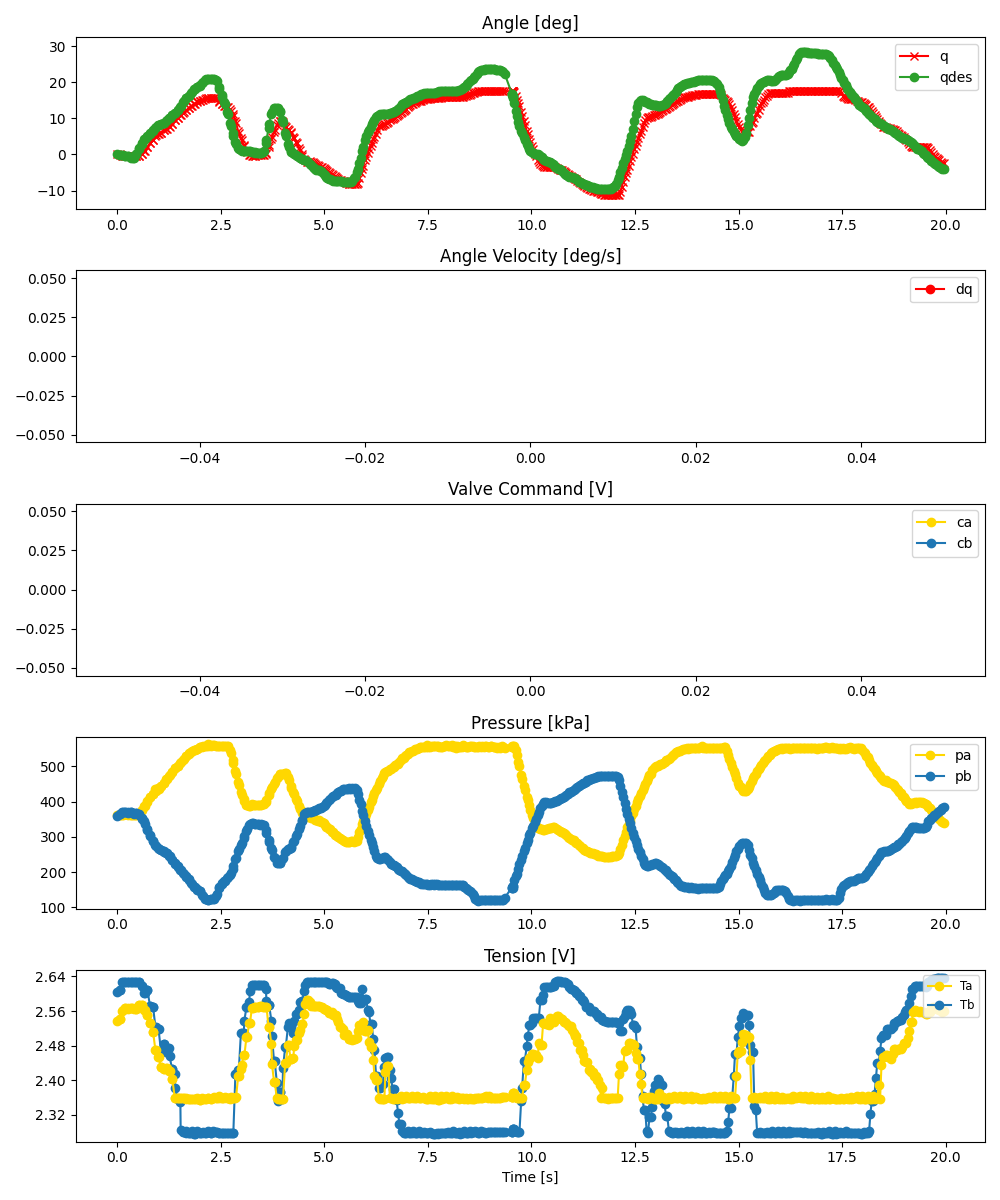 Angle [deg]
30
20
10
0
−10
q
qdes
0.0 2.5 5.0 7.5 10.0 12.5 15.0 17.5 20.0
Angle Velocity [deg/s]
0.050
0.025
0.000
−0.025
−0.050
dq
−0.04 −0.02 0.00 0.02 0.04
Valve Command [V]
0.050
0.025
0.000
−0.025
−0.050
ca
cb
−0.04 −0.02 0.00 0.02 0.04
Pressure [kPa]
500
400
300
200
100
pa
pb
0.0 2.5 5.0 7.5 10.0 12.5 15.0 17.5 20.0
Tension [V]
2.64
2.56
2.48
2.40
2.32
Ta
Tb
0.0 2.5 5.0 7.5 10.0 12.5 15.0 17.5 20.0
Time [s]